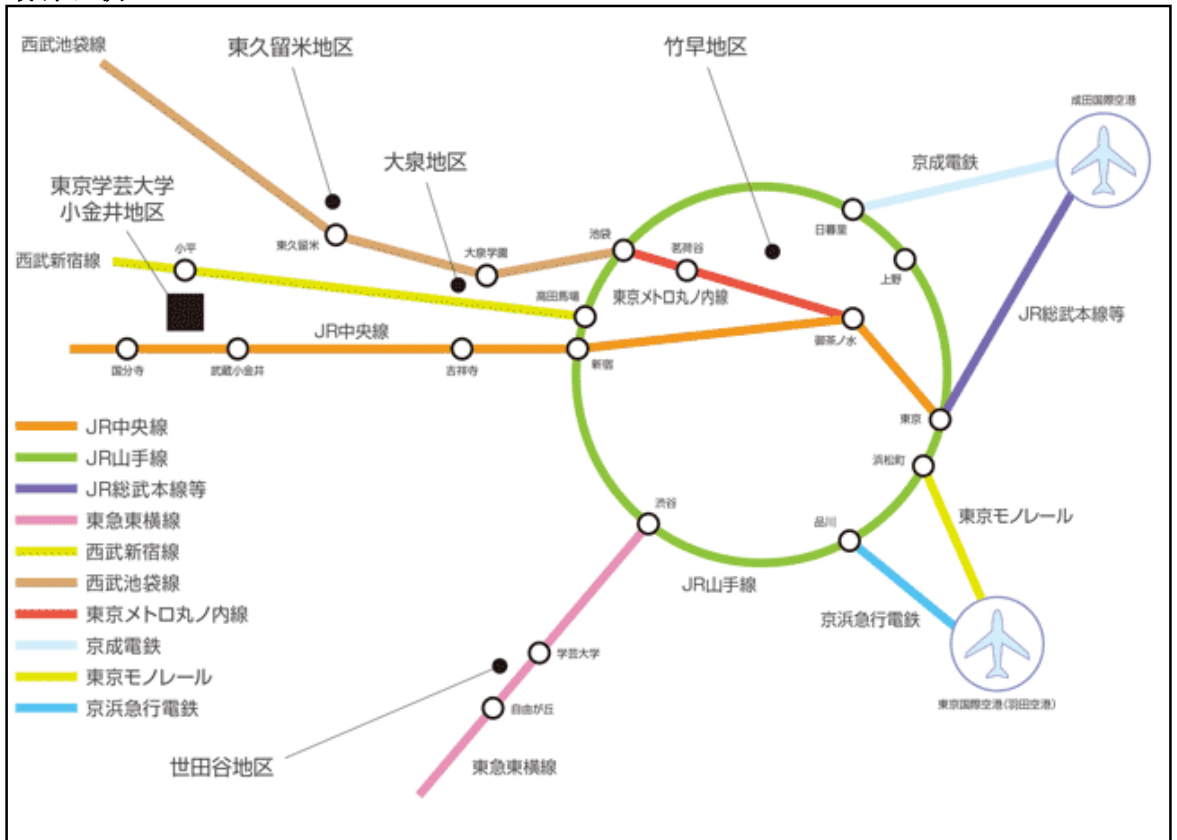 西武池袋線
東久留米地区
竹早地区
成田国際空港
京成電鉄
大泉地区
東京学芸大学
小金井地区
日暮里
池袋
茗荷谷
小平
東久留米
大泉学園
西武新宿線
上野
高田馬場
東京メトロ丸ノ内線
JR総武本線等
JR中央線
御茶ノ水
国分寺
武蔵小金井
吉祥寺
新宿
東京
浜松町
JR中央線
JR山手線
JR総武本線等
東急東横線
西武新宿線
西武池袋線
東京メトロ丸ノ内線
京成電鉄
東京モノレール
京浜急行電鉄
渋谷
品川
東京モノレール
JR山手線
京浜急行電鉄
学芸大学
自由が丘
東京国際空港(羽田空港)
世田谷地区
東急東横線